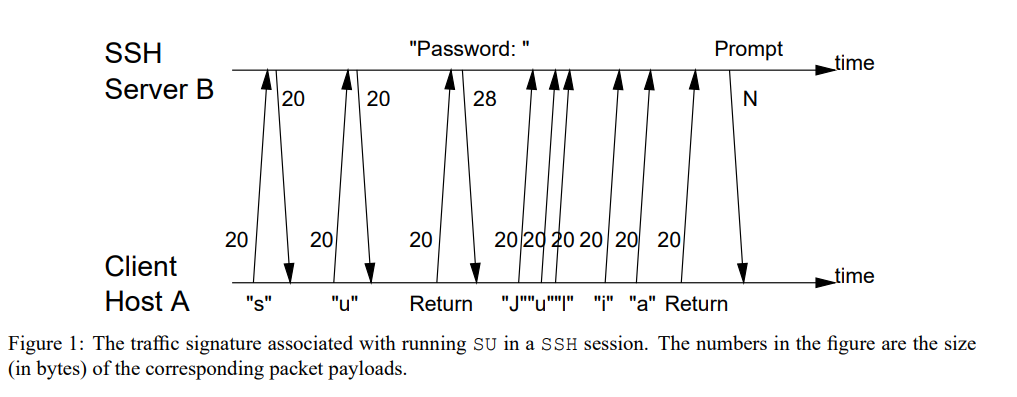 "Password: "
Prompt
SSH
Server B
time
20
20
28
N
20
20
20
20
20
20
20
20
20
Client
Host A
time
"s"
"u"
Return
"J""u""l"
"i"
"a"
Return
Figure 1: The traffic signature associated with running SU in a SSH session. The numbers in the figure are the size
(in bytes) of the corresponding packet payloads.